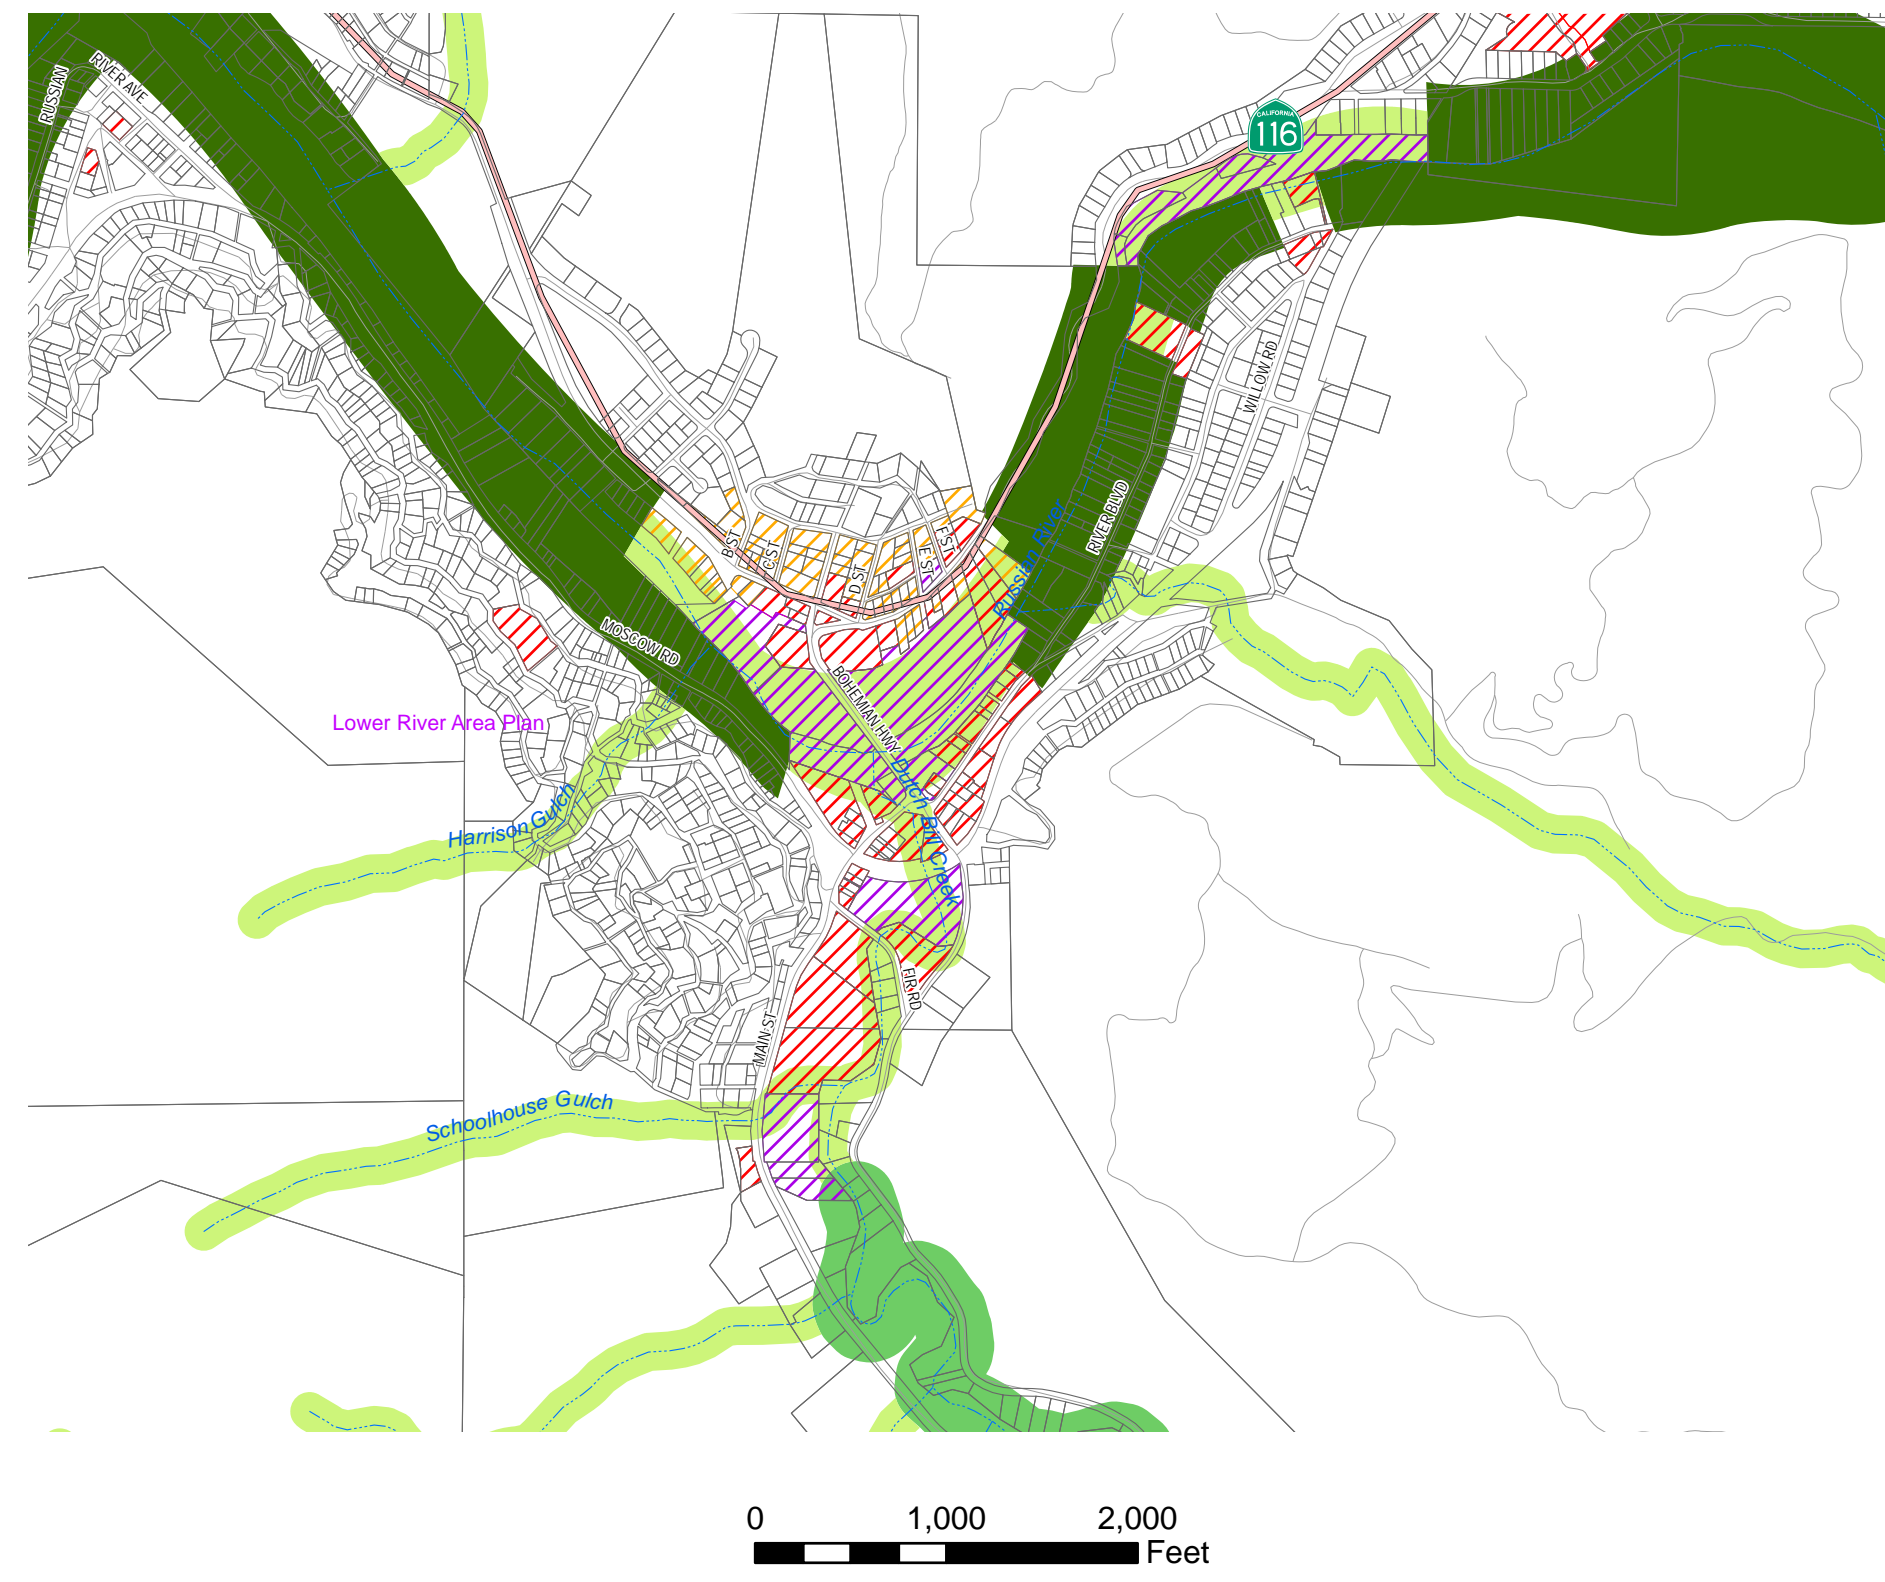 RUSSIAN
RIVER AVE
CALIFORNIA
116
WILLOW RD
RIVER BLVD
Russian River
B ST
C ST
D ST
E ST
F ST
MOSCOW RD
BOHEMIAN HWY
Lower River Area Plan
Harrison Gulch
Dutch Bill Creek
FIR RD
MAIN ST
Schoolhouse Gulch
0 1,000 2,000
Feet